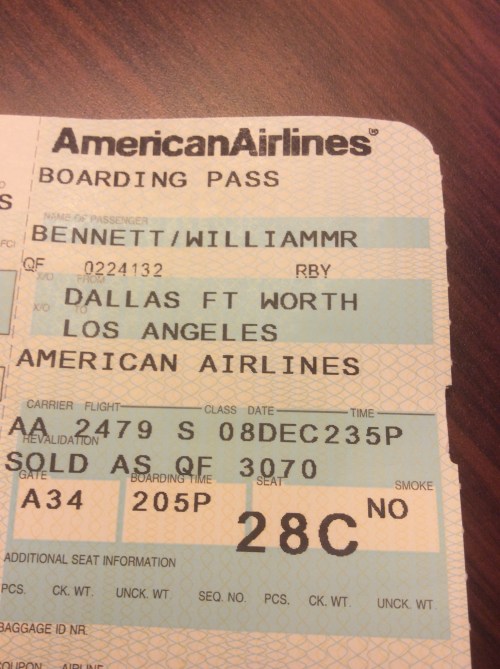 AmericanAirlines®
BOARDING PASS
S
NAME OF PASSENGER
BENNETT/WILLIAMMR
QF 0224132 RBY
X/O FROM
DALLAS FT WORTH
X/O TO
LOS ANGELES
AMERICAN AIRLINES
CARRIER FLIGHT CLASS DATE TIME
AA 2479 S 08DEC235P
REVALIDATION
SOLD AS QF 3070
GATE BOARDING TIME SEAT SMOKE
A34 205P 28C NO
ADDITIONAL SEAT INFORMATION
PCS. CK. WT. UNCK. WT. SEQ. NO. PCS. CK. WT. UNCK. WT
BAGGAGE ID NR.
COUPON AIRLINE